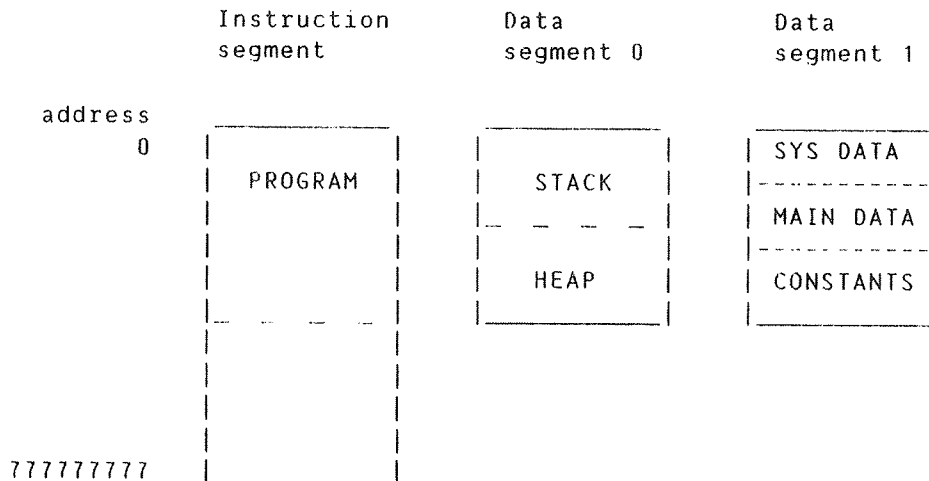 Instruction segment
Data segment 0
Data segment 1
address
0
PROGRAM
STACK
HEAP
SYS DATA
MAIN DATA
CONSTANTS
777777777